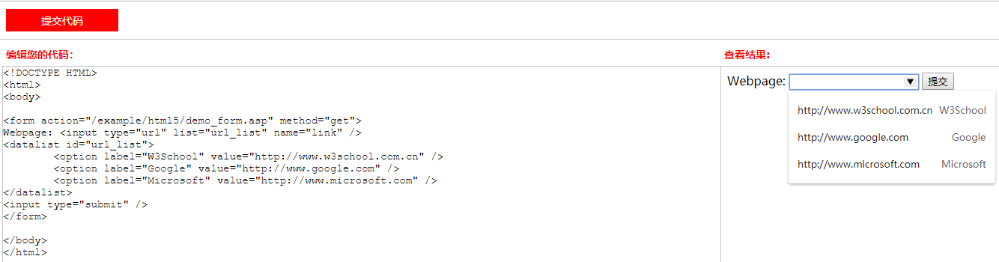 提交代码
编辑您的代码：
<!DOCTYPE HTML>
<html>
<body>
<form action="/example/html5/demo_form.asp" method="get">
Webpage: <input type="url" list="url_list" name="link" />
<datalist id="url_list">
<option label="W3School" value="http://www.w3school.com.cn" />
<option label="Google" value="http://www.google.com" />
<option label="Microsoft" value="http://www.microsoft.com" />
</datalist>
<input type="submit" />
</form>
</body>
</html>
查看结果:
Webpage: 提交
http://www.w3school.com.cn W3School
http://www.google.com Google
http://www.microsoft.com Microsoft